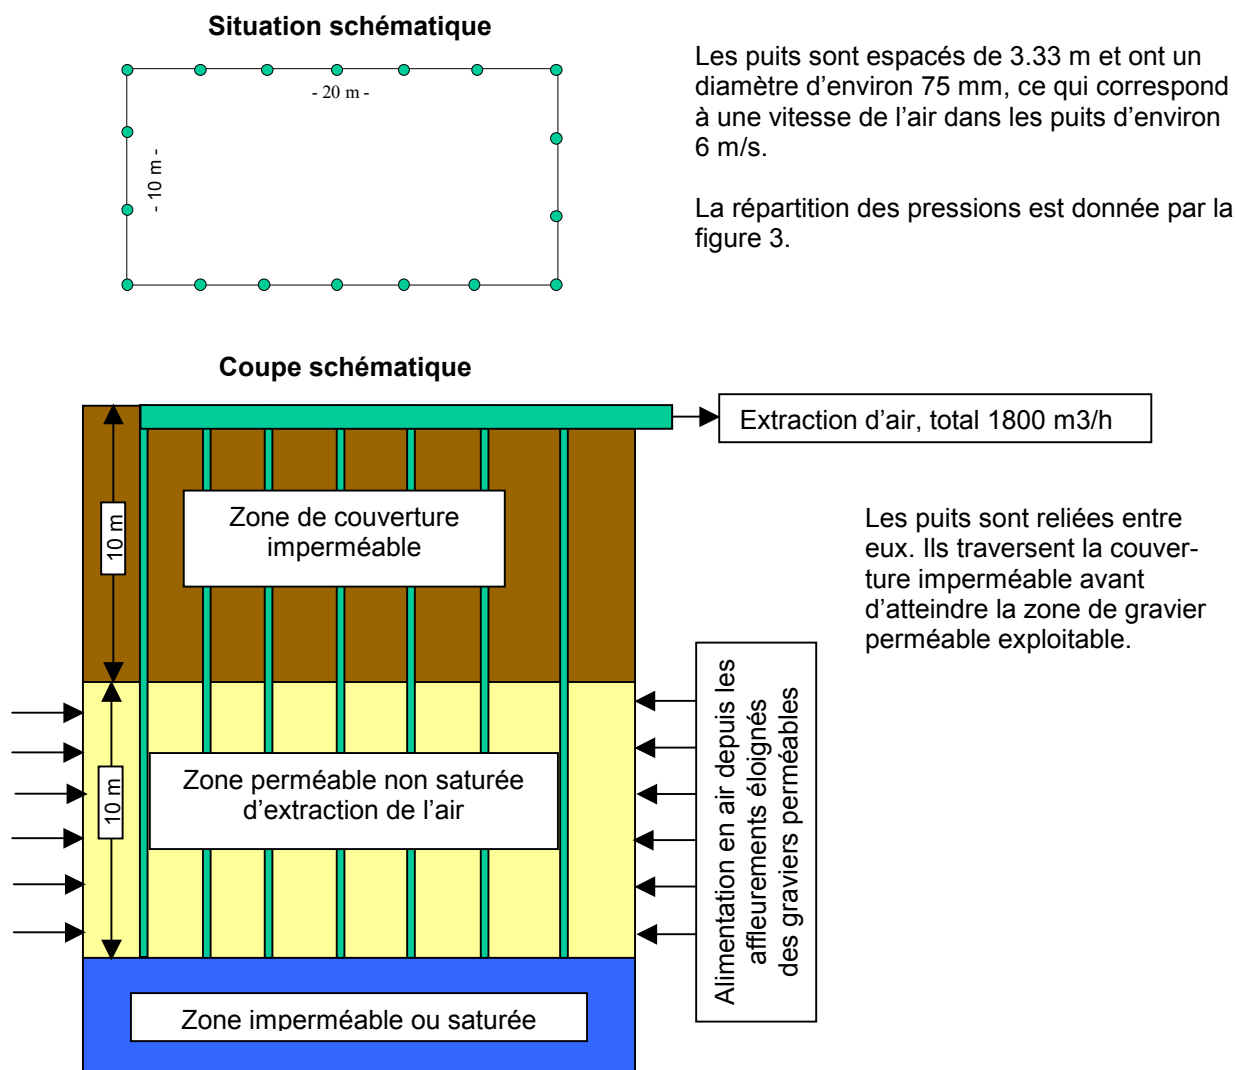 Situation schématique
- 20 m -
- 10 m -
Les puits sont espacés de 3.33 m et ont un
diamètre d'environ 75 mm, ce qui correspond
à une vitesse de l'air dans les puits d'environ
6 m/s.
La répartition des pressions est donnée par la
figure 3.
Coupe schématique
Extraction d'air, total 1800 m3/h
Zone de couverture
imperméable
10 m
Les puits sont reliées entre
eux. Ils traversent la couver-
ture imperméable avant
d'atteindre la zone de gravier
perméable exploitable.
Zone perméable non saturée
d'extraction de l'air
10 m
Alimentation en air depuis les
affleurements éloignés
des graviers perméables
Zone imperméable ou saturée